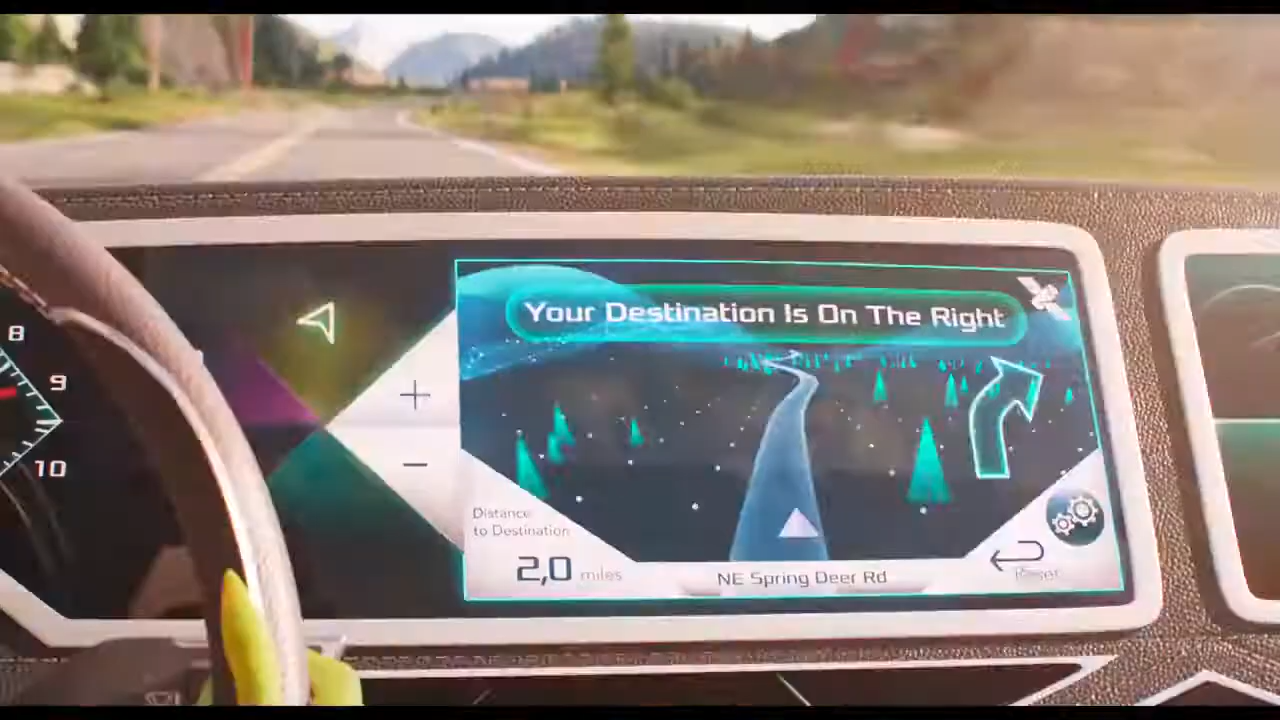 Your Destination Is On The Right
8
9
10
+
−
Distance
to Destination
2,0 miles
NE Spring Deer Rd
Reset